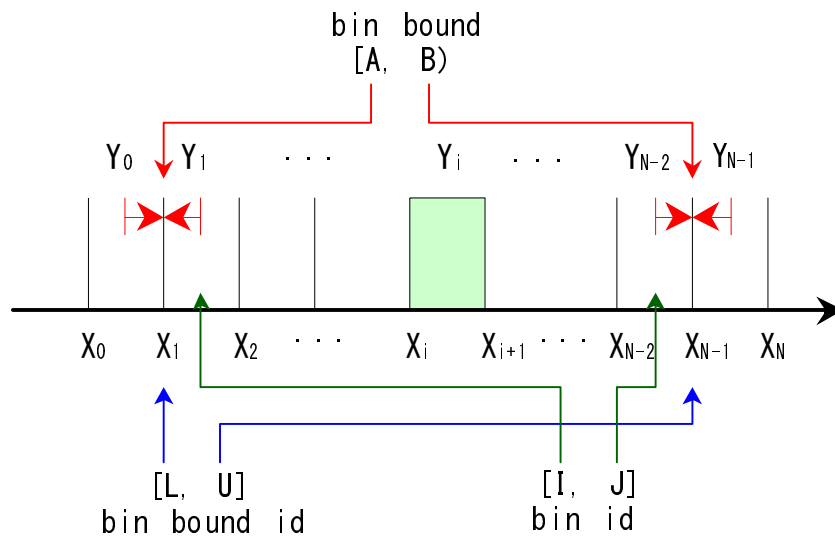 bin bound
[A, B)
Y0 Y1 ··· Yi ··· YN-2 YN-1
X0 X1 X2 ··· Xi Xi+1 ··· XN-2 XN-1 XN
[L, U] [I, J]
bin bound id bin id